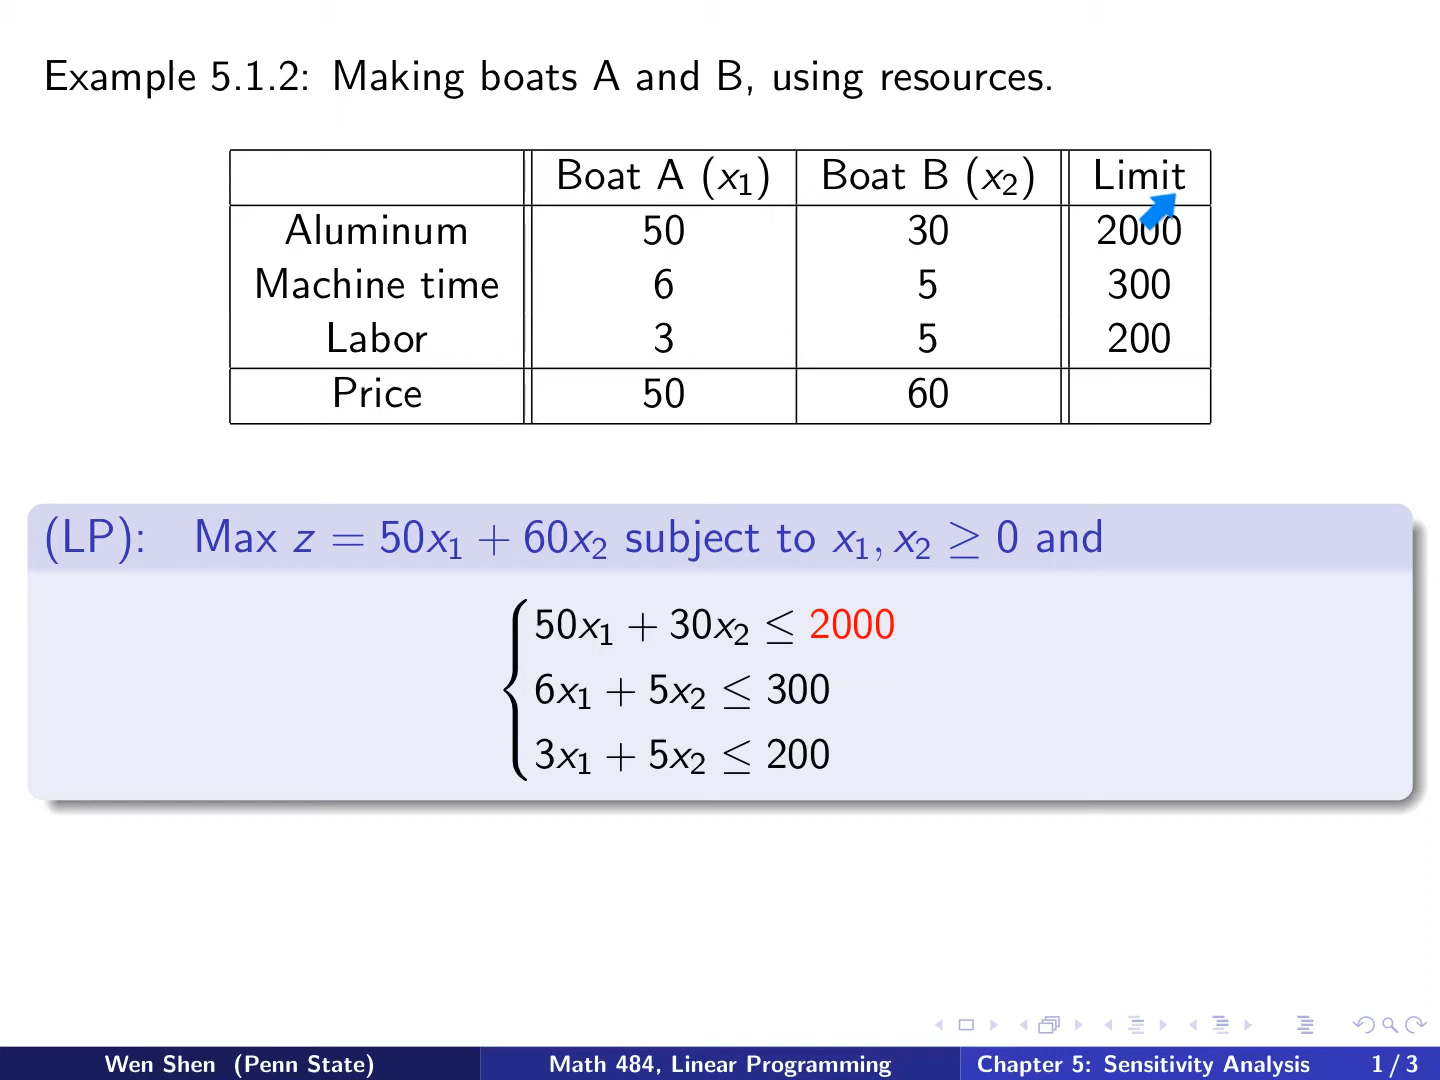 Example 5.1.2: Making boats A and B, using resources.
Boat A (x₁) Boat B (x₂) Limit
Aluminum 50 30 2000
Machine time 6 5 300
Labor 3 5 200
Price 50 60
(LP): Max z = 50x₁ + 60x₂ subject to x₁, x₂ ≥ 0 and
50x₁ + 30x₂ ≤ 2000
6x₁ + 5x₂ ≤ 300
3x₁ + 5x₂ ≤ 200
Wen Shen (Penn State) Math 484, Linear Programming Chapter 5: Sensitivity Analysis 1 / 3